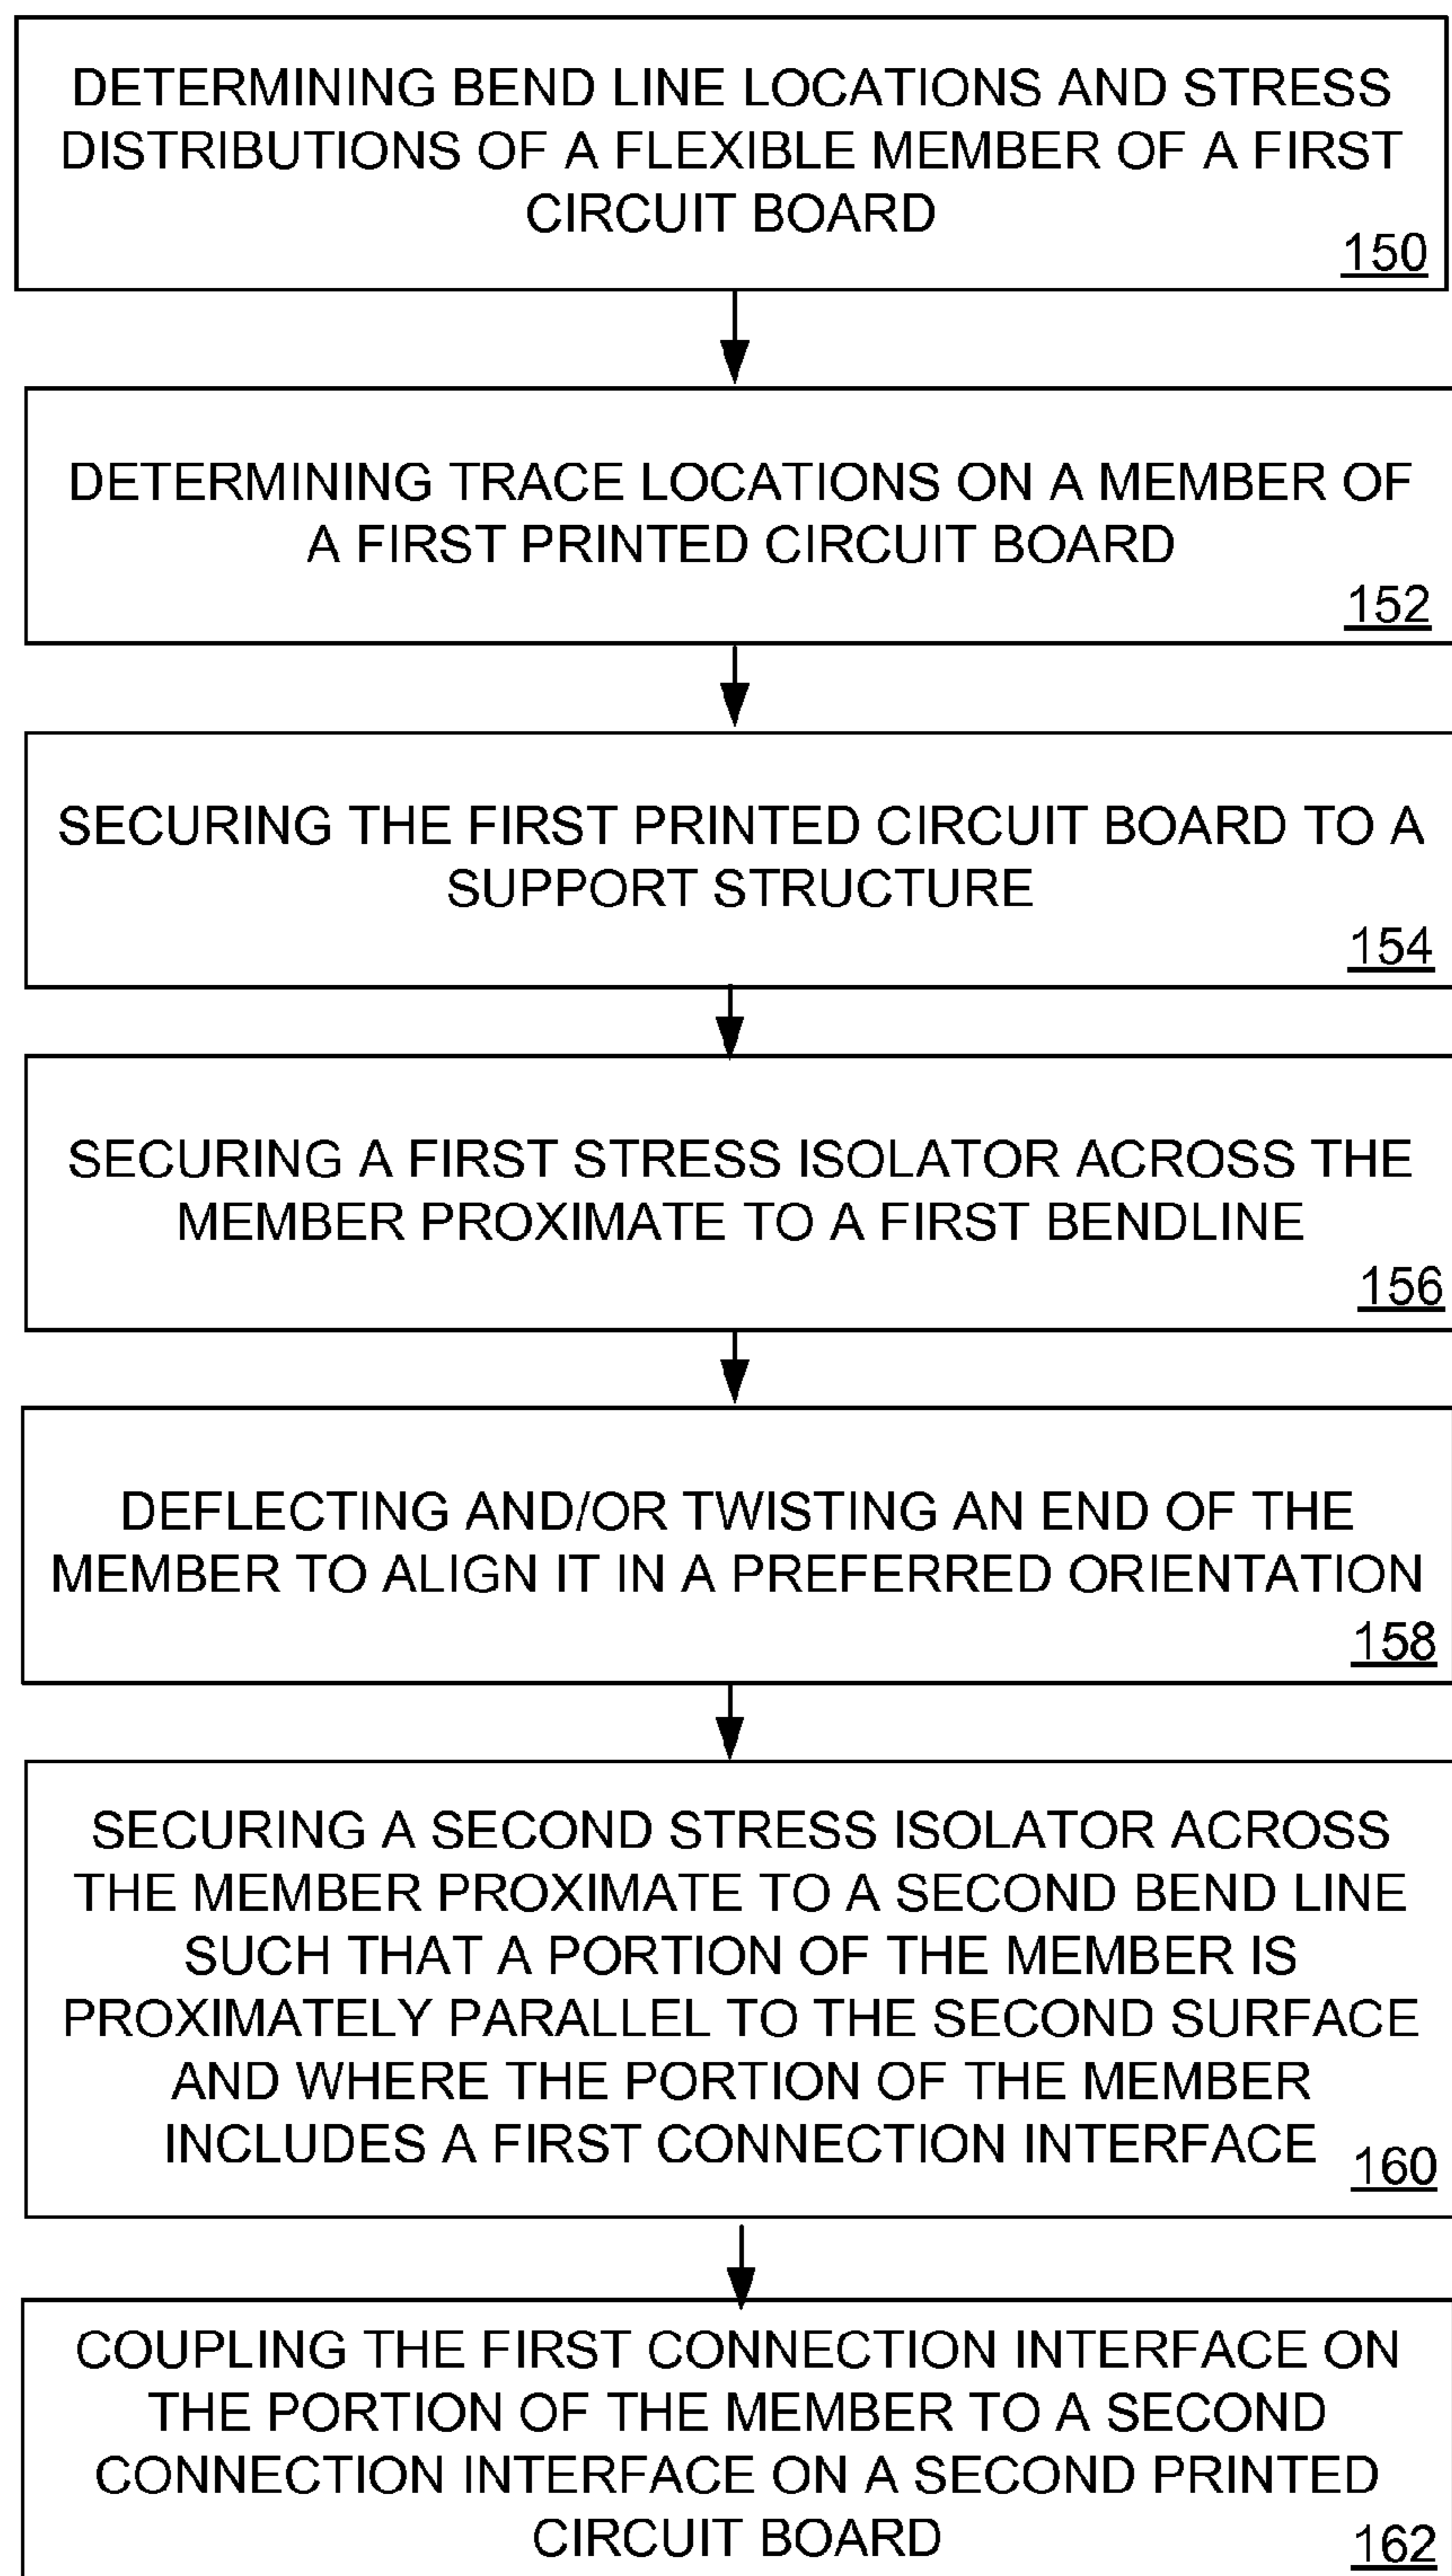 DETERMINING BEND LINE LOCATIONS AND STRESS
DISTRIBUTIONS OF A FLEXIBLE MEMBER OF A FIRST
CIRCUIT BOARD
150
DETERMINING TRACE LOCATIONS ON A MEMBER OF
A FIRST PRINTED CIRCUIT BOARD
152
SECURING THE FIRST PRINTED CIRCUIT BOARD TO A
SUPPORT STRUCTURE
154
SECURING A FIRST STRESS ISOLATOR ACROSS THE
MEMBER PROXIMATE TO A FIRST BENDLINE
156
DEFLECTING AND/OR TWISTING AN END OF THE
MEMBER TO ALIGN IT IN A PREFERRED ORIENTATION
158
SECURING A SECOND STRESS ISOLATOR ACROSS
THE MEMBER PROXIMATE TO A SECOND BEND LINE
SUCH THAT A PORTION OF THE MEMBER IS
PROXIMATELY PARALLEL TO THE SECOND SURFACE
AND WHERE THE PORTION OF THE MEMBER
INCLUDES A FIRST CONNECTION INTERFACE
160
COUPLING THE FIRST CONNECTION INTERFACE ON
THE PORTION OF THE MEMBER TO A SECOND
CONNECTION INTERFACE ON A SECOND PRINTED
CIRCUIT BOARD
162